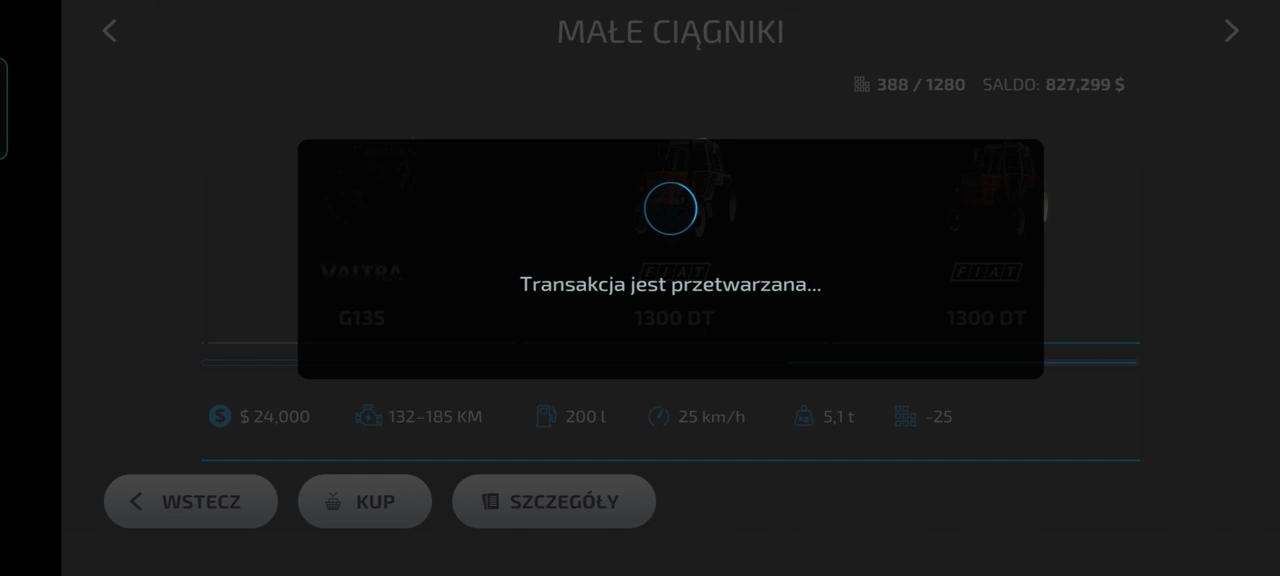 MAŁE CIĄGNIKI
388 / 1280 SALDO: 827,299 $
VALTRA FIAT FIAT
Transakcja jest przetwarzana...
G135 1300 DT 1300 DT
$ 24,000 132–185 KM 200 l 25 km/h 5,1 t -25
WSTECZ KUP SZCZEGÓŁY